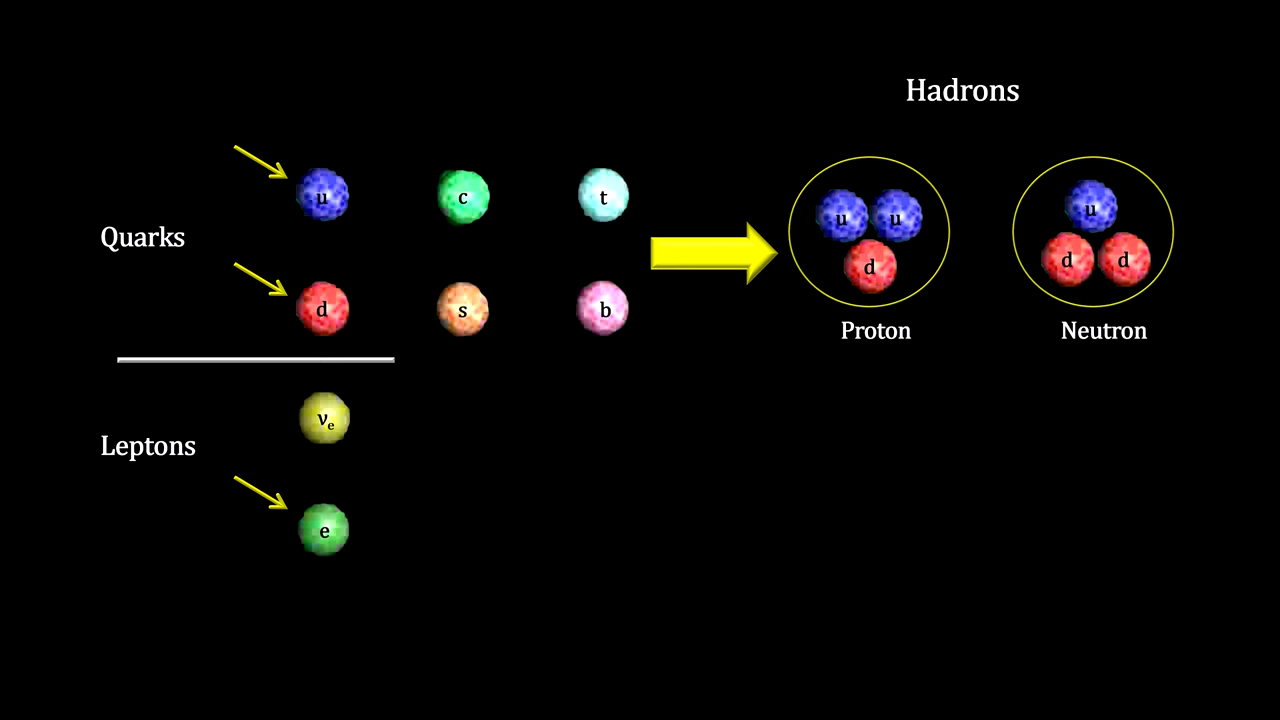 Hadrons
Quarks
u c t
d s b
u u
d
Proton
u
d d
Neutron
Leptons
νe
e